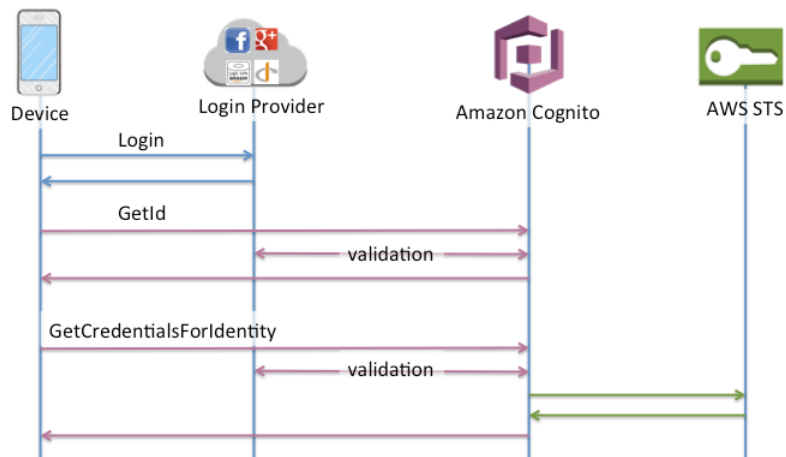 Device
Login Provider
Amazon Cognito
AWS STS
Login
GetId
validation
GetCredentialsForIdentity
validation